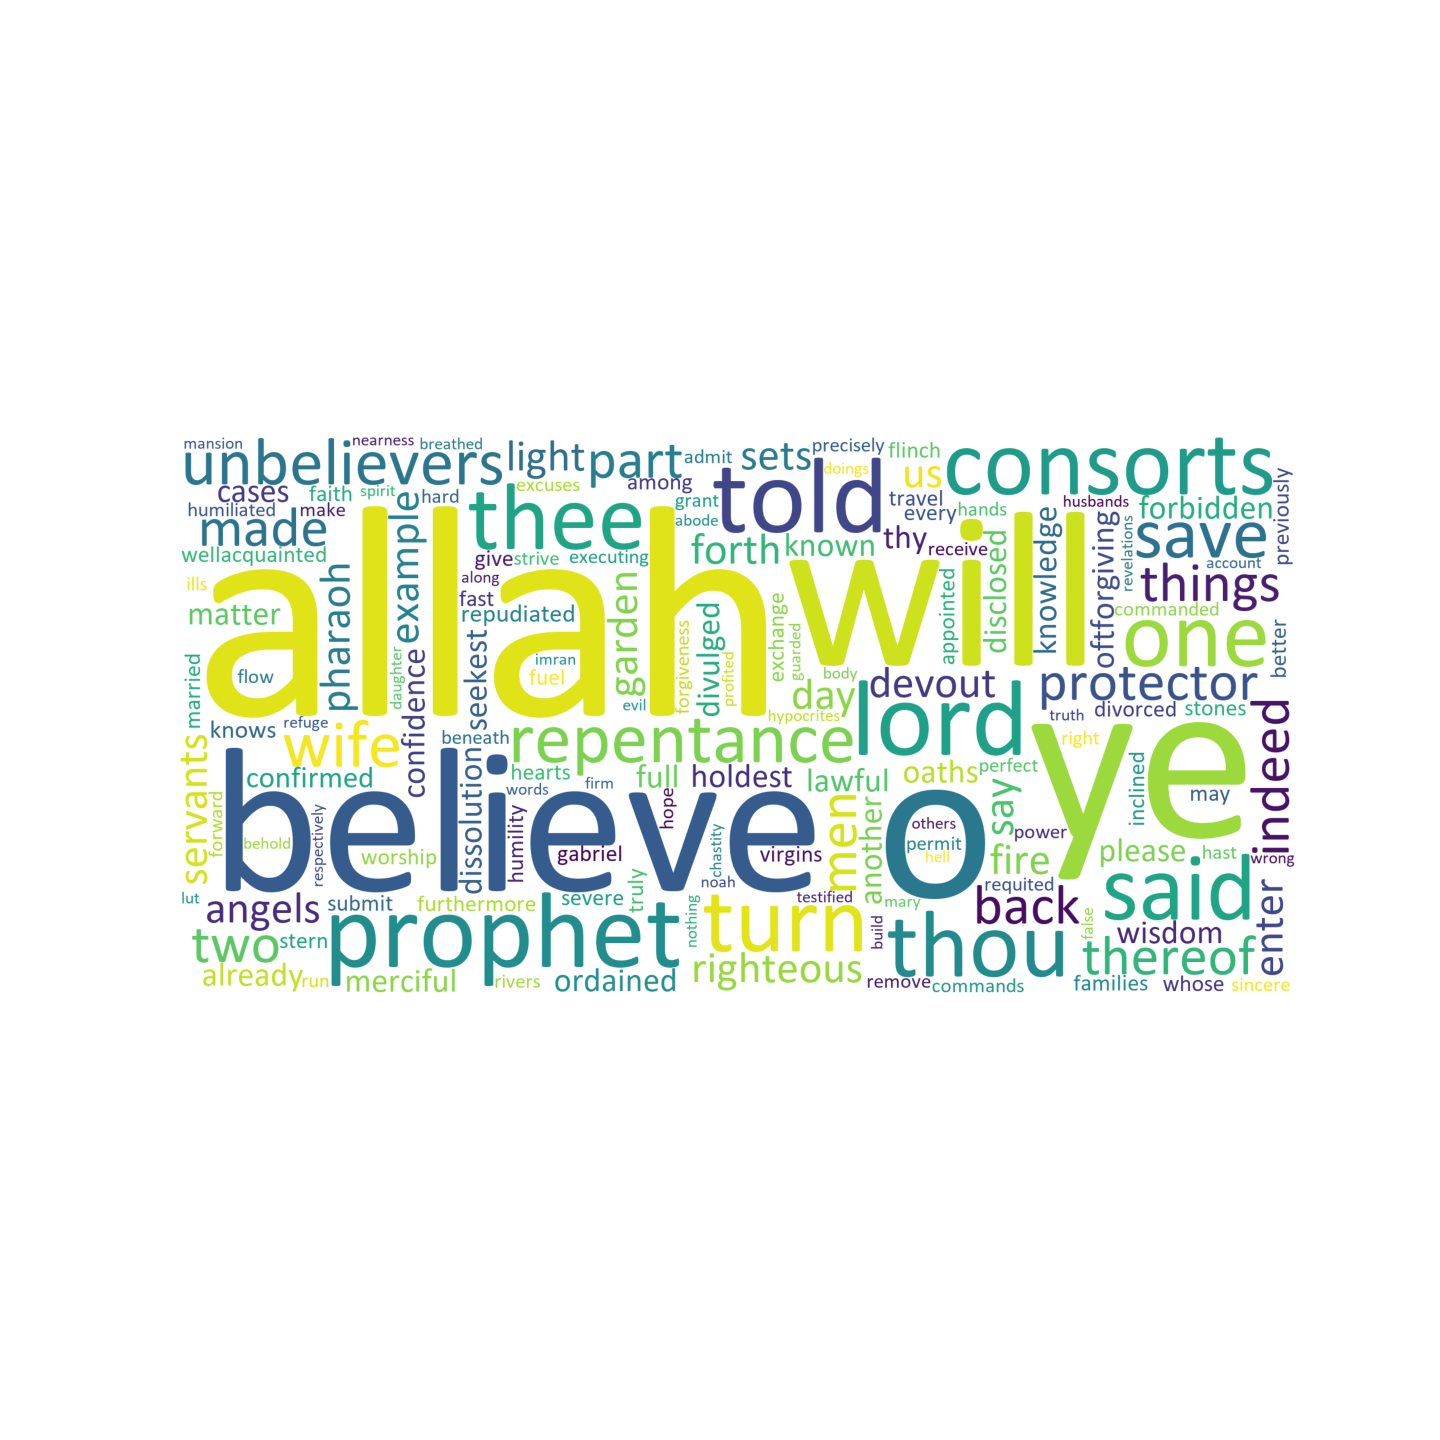 mansion nearness breathed
unbelievers light part admit sets precisely flinch consorts
cases faith spirit hard excuses among told doings us
humiliated make thee grant abode travel every hands husbands forbidden previously
made example forth known thy receive knowledge revelations save
wellacquainted give strive executing disclosed oftforgiving account
ills pharaoh along fast allah will things
matter repudiated garden divulged exchange appointed commanded one
married flow daughter confidence seekest imran fuel evil forgiveness profited guarded body devout protector better
knows refuge wife beneath repentance hypocrites day lord truth divorced stones
servants confirmed dissolution hearts full holdest lawful oaths perfect right ye inclined may indeed
forward believe words firm hope o say
behold respectively worship humility gabriel chastity virgins men another others permit hell power fire please hast wrong
lut angels submit furthermore severe truly noah testified requited mary back said enter
two stern prophet nothing turn build thou false wisdom thereof
already run merciful rivers ordained righteous remove commands families whose sincere